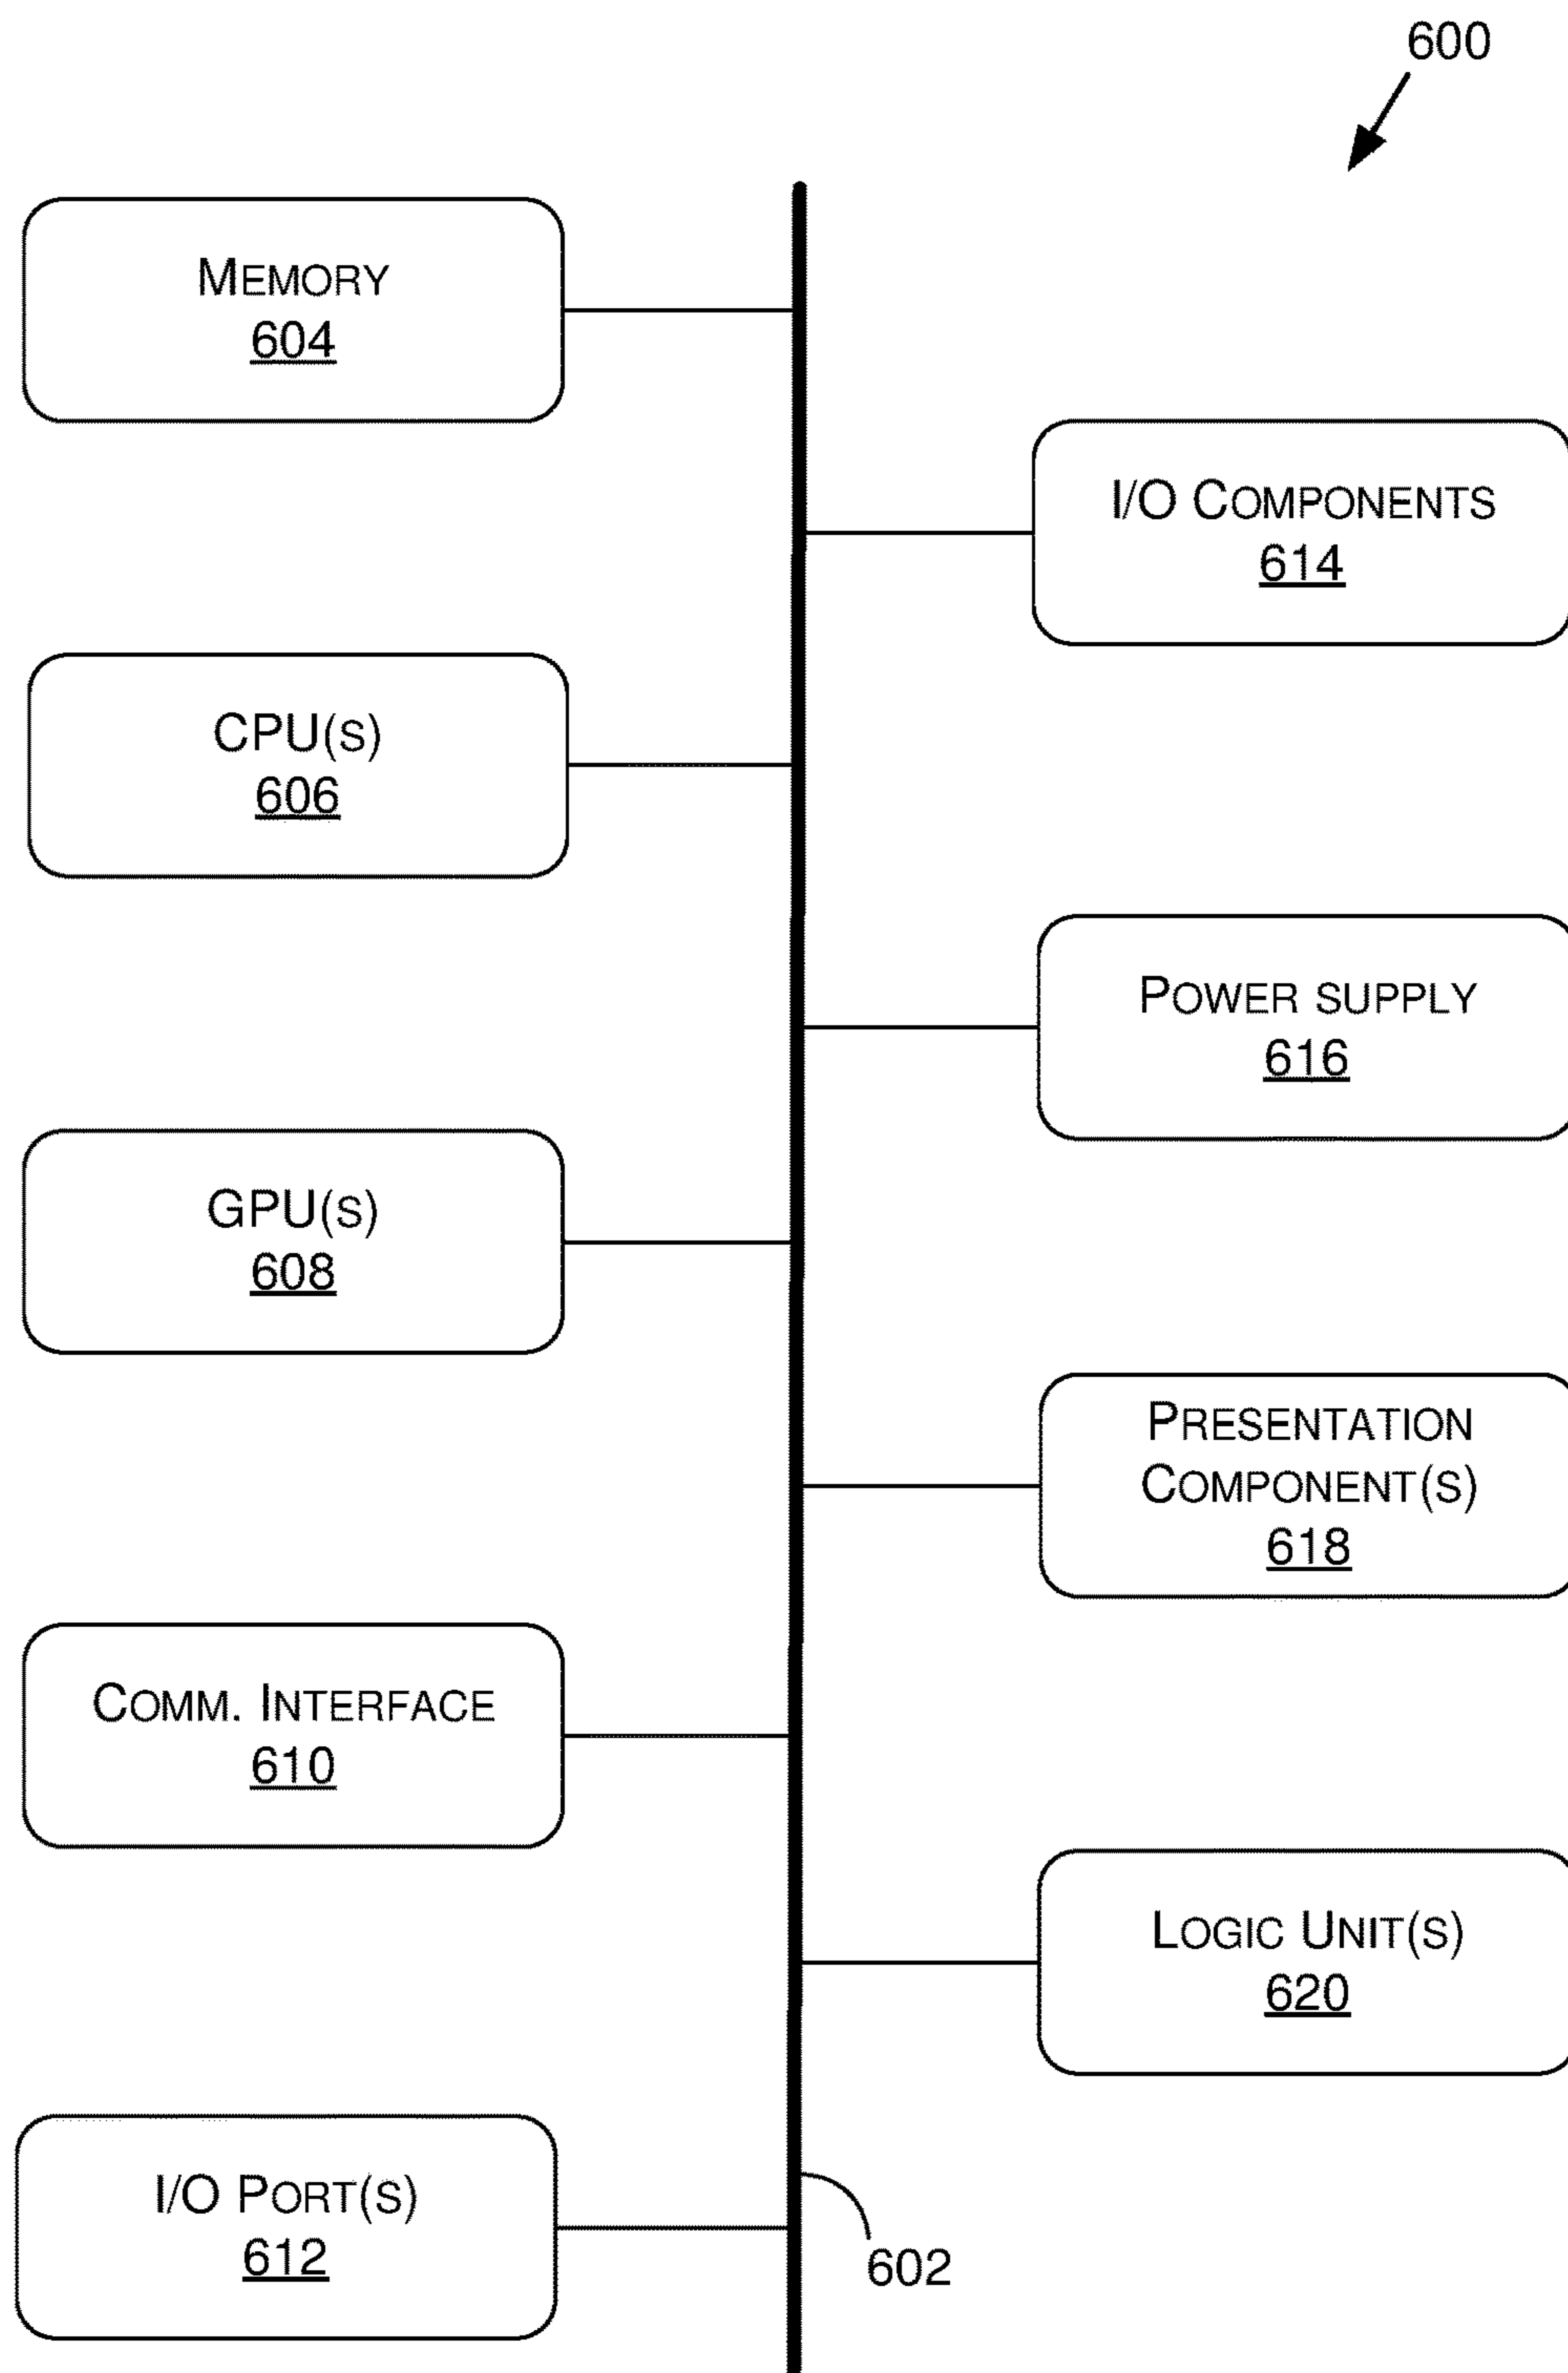 600
MEMORY
604
I/O COMPONENTS
614
CPU(S)
606
POWER SUPPLY
616
GPU(S)
608
PRESENTATION
COMPONENT(S)
618
COMM. INTERFACE
610
LOGIC UNIT(S)
620
I/O PORT(S)
612
602